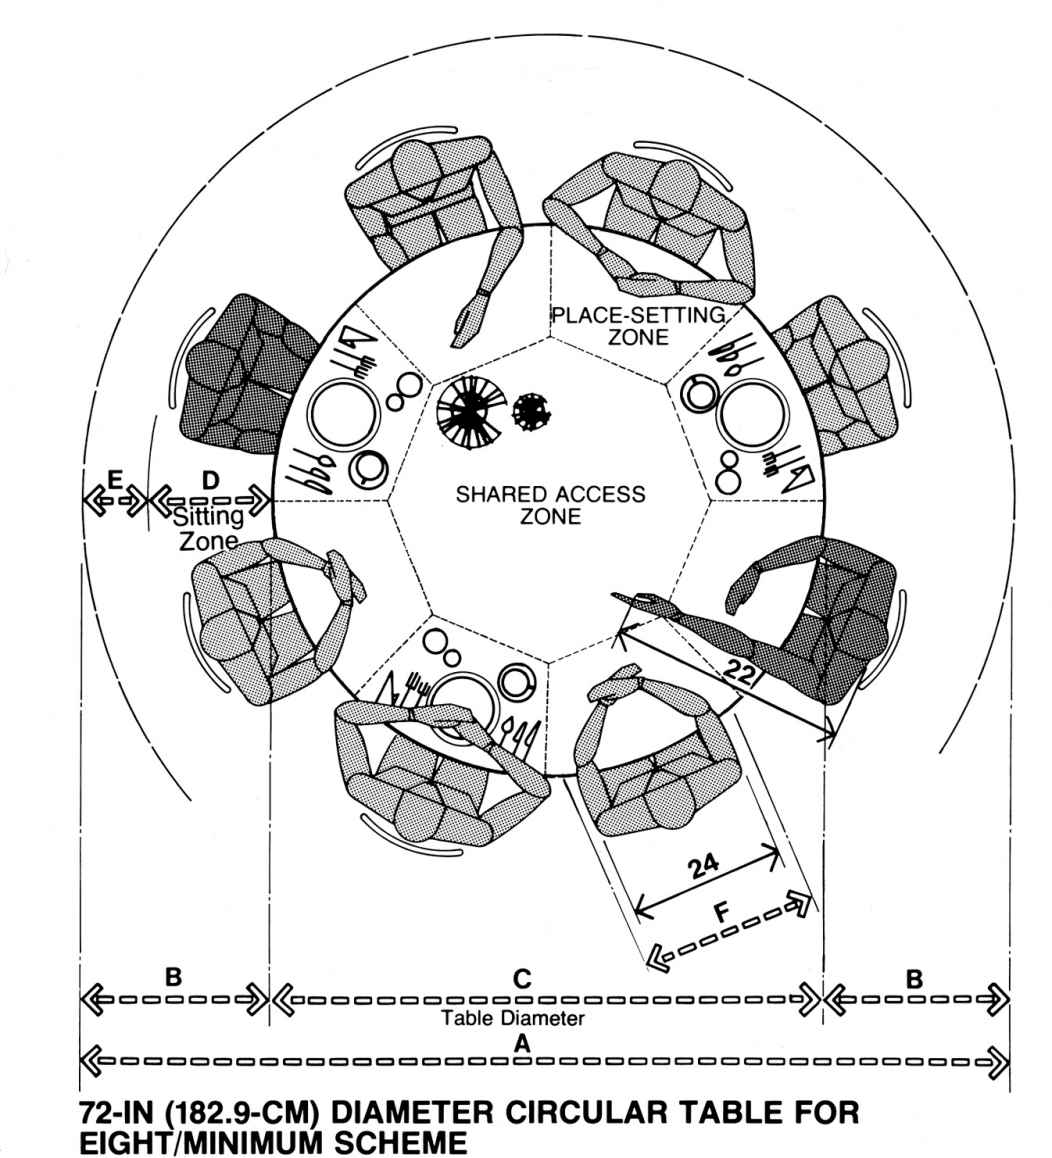 PLACE-SETTING
ZONE
E
D
SHARED ACCESS
ZONE
Sitting
Zone
22
24
F
B
C
B
Table Diameter
A
72-IN (182.9-CM) DIAMETER CIRCULAR TABLE FOR
EIGHT/MINIMUM SCHEME